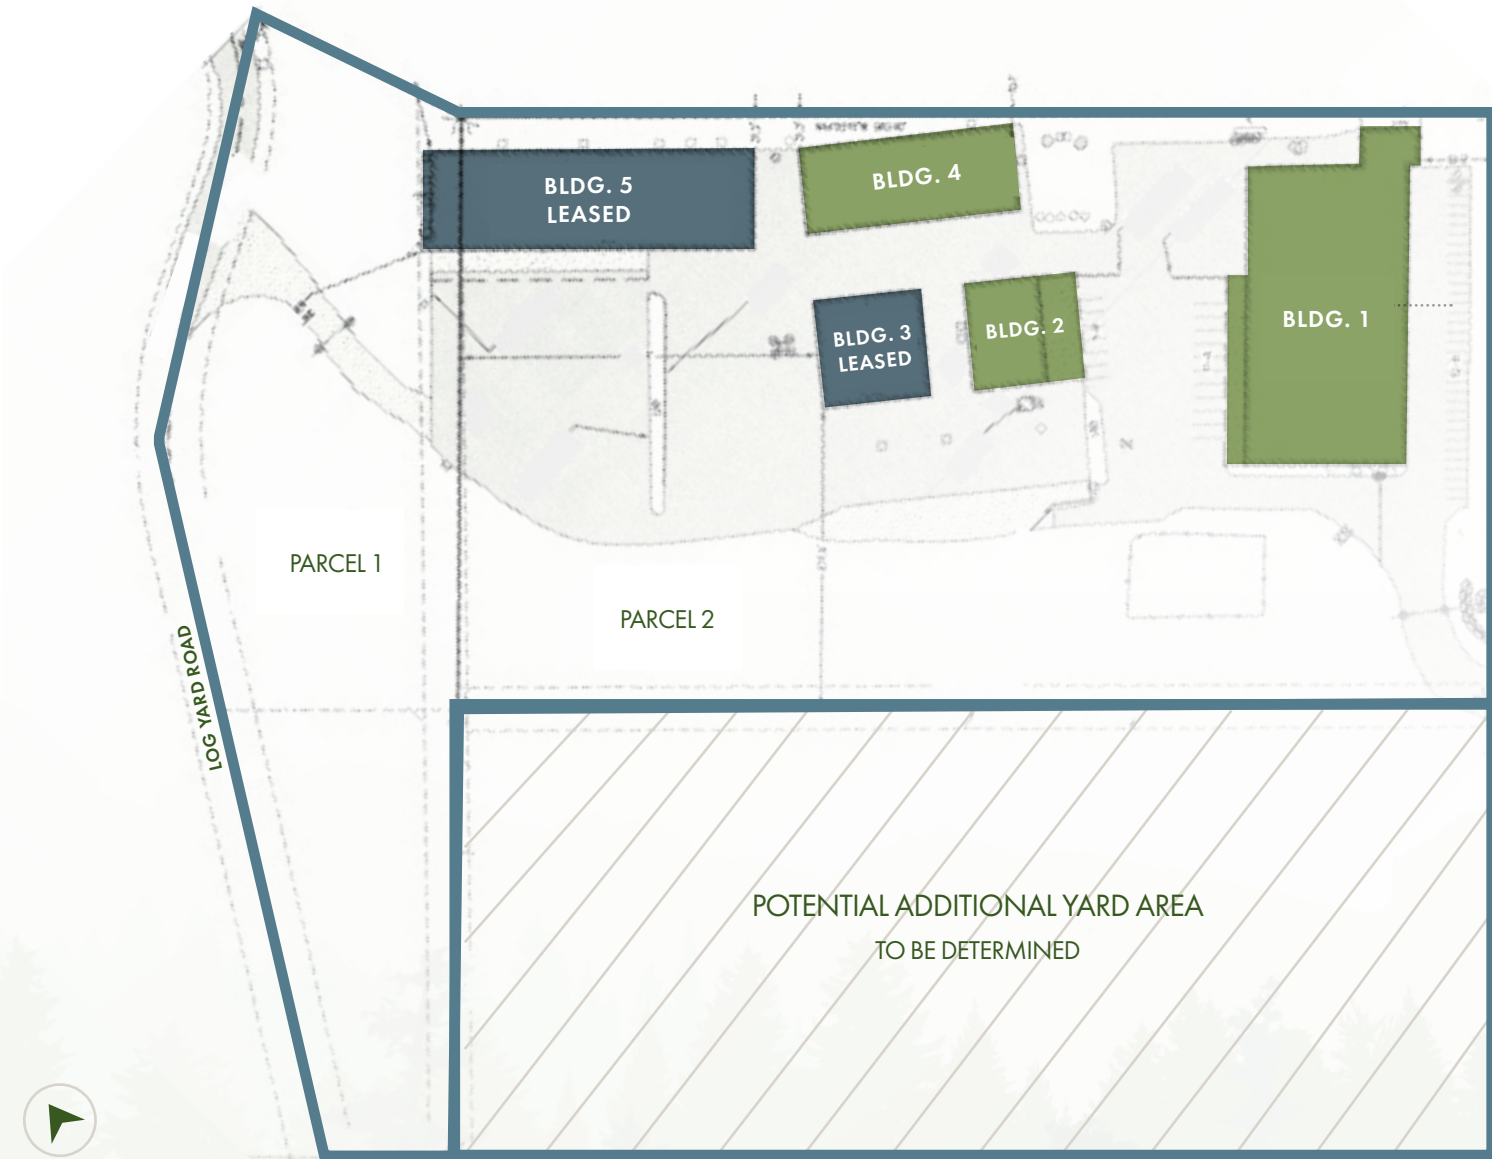 BLDG. 5
LEASED
BLDG. 4
BLDG. 3
LEASED
BLDG. 2
BLDG. 1
PARCEL 1
PARCEL 2
LOG YARD ROAD
POTENTIAL ADDITIONAL YARD AREA
TO BE DETERMINED